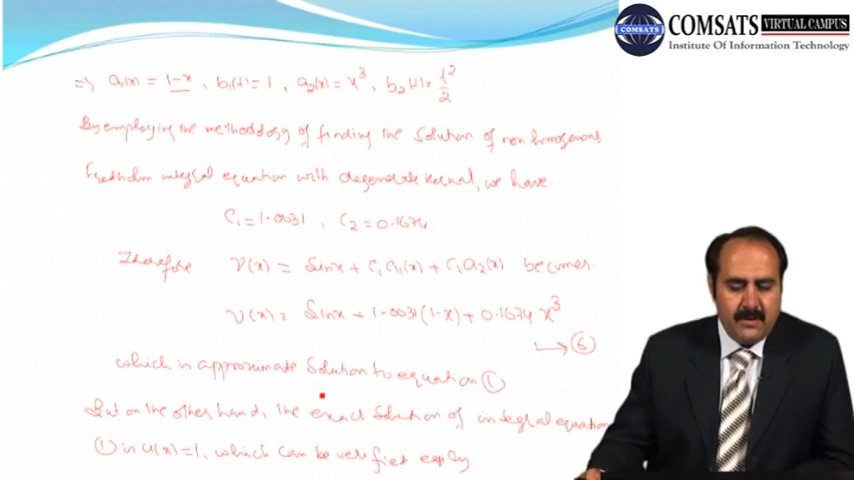 COMSATS VIRTUAL CAMPUS
COMSATS
Institute Of Information Technology
=> a₁(x) = 1-x, b₁(t) = 1, a₂(x) = x³, b₂(t) = t²/2
By employing the methodology of finding the solution of non homogenous
Fredholm integral equation with degenerate kernel, we have.
C₁ = 1.0031, C₂ = 0.1674
Therefore V(x) = Sinx + C₁a₁(x) + C₁a₂(x) becomes.
V(x) = Sinx + 1.0031(1-x) + 0.1674 x³
→ (6)
which is approximate Solution to equation (1)
But on the other hand, the exact Solution of integral equation
(1) is u(x) = 1, which can be verified easily